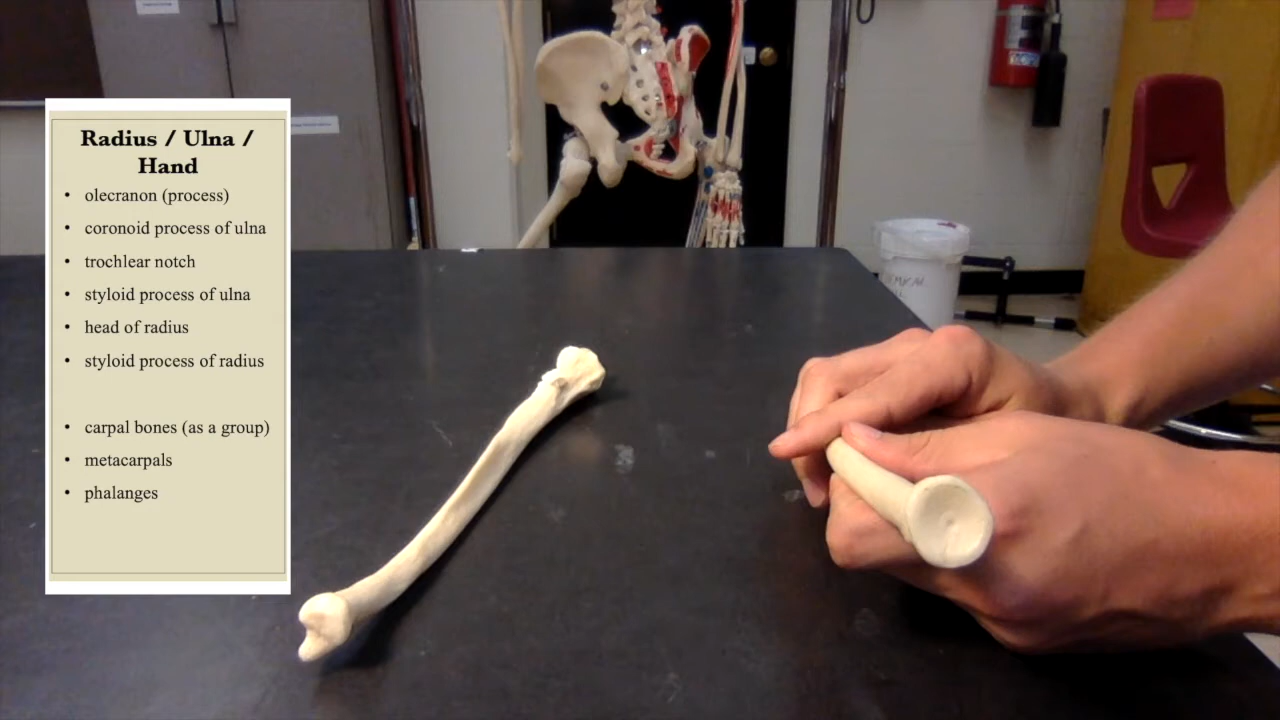 Radius / Ulna /
Hand
• olecranon (process)
• coronoid process of ulna
• trochlear notch
• styloid process of ulna
• head of radius
• styloid process of radius
• carpal bones (as a group)
• metacarpals
• phalanges